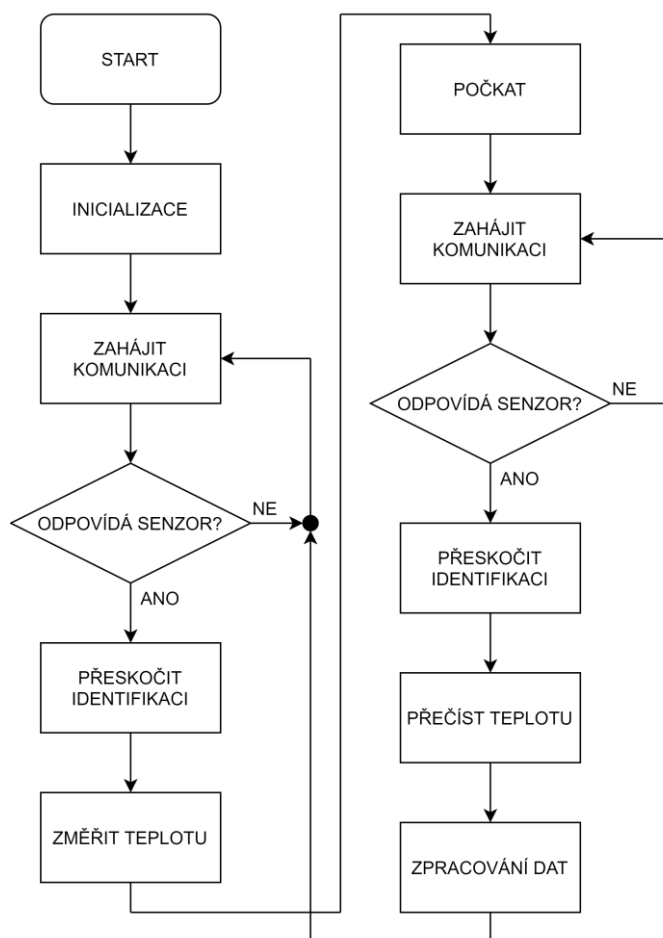 START
INICIALIZACE
ZAHÁJIT
KOMUNIKACI
ODPOVÍDÁ SENZOR?
NE
ANO
PŘESKOČIT
IDENTIFIKACI
ZMĚŘIT TEPLOTU
POČKAT
ZAHÁJIT
KOMUNIKACI
ODPOVÍDÁ SENZOR?
NE
ANO
PŘESKOČIT
IDENTIFIKACI
PŘEČÍST TEPLOTU
ZPRACOVÁNÍ DAT